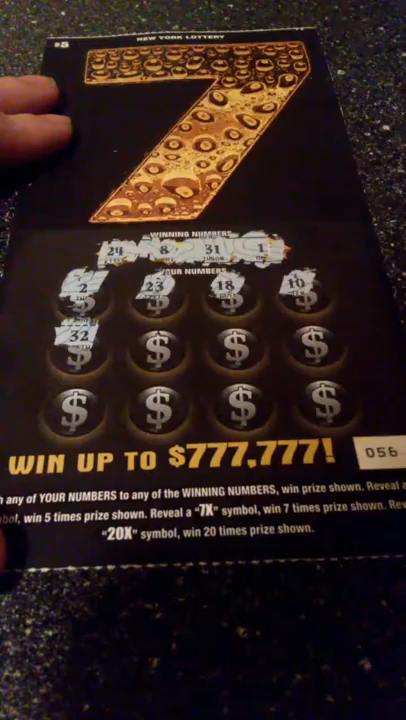 $5
NEW YORK LOTTERY
7
WINNING NUMBERS
24 8 31 1
YOUR NUMBERS
2 23 18 10
$ $ $ $
32
$ $ $ $
$ $ $ $
WIN UP TO $777,777!
056
any of YOUR NUMBERS to any of the WINNING NUMBERS, win prize shown. Reveal a
win 5 times prize shown. Reveal a "7X" symbol, win 7 times prize shown.
"20X" symbol, win 20 times prize shown.